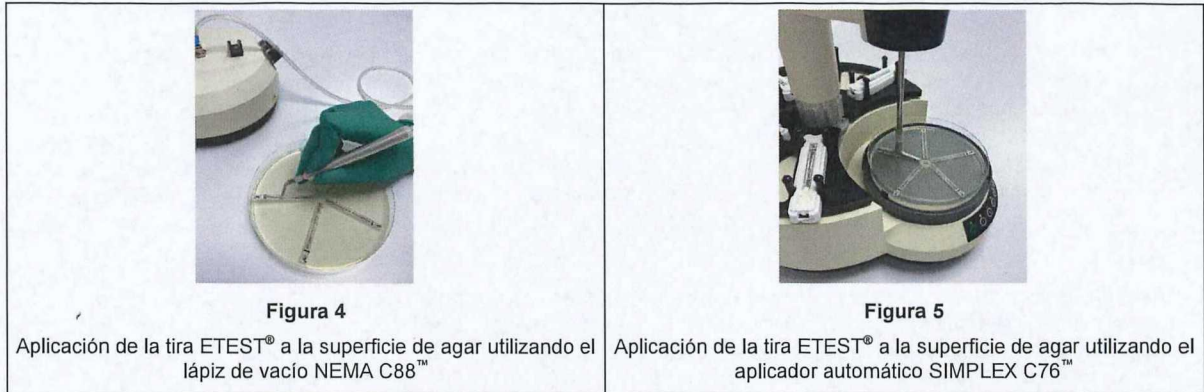 Figura 4
Aplicación de la tira ETEST® a la superficie de agar utilizando el
lápiz de vacío NEMA C88™
Figura 5
Aplicación de la tira ETEST® a la superficie de agar utilizando el
aplicador automático SIMPLEX C76™